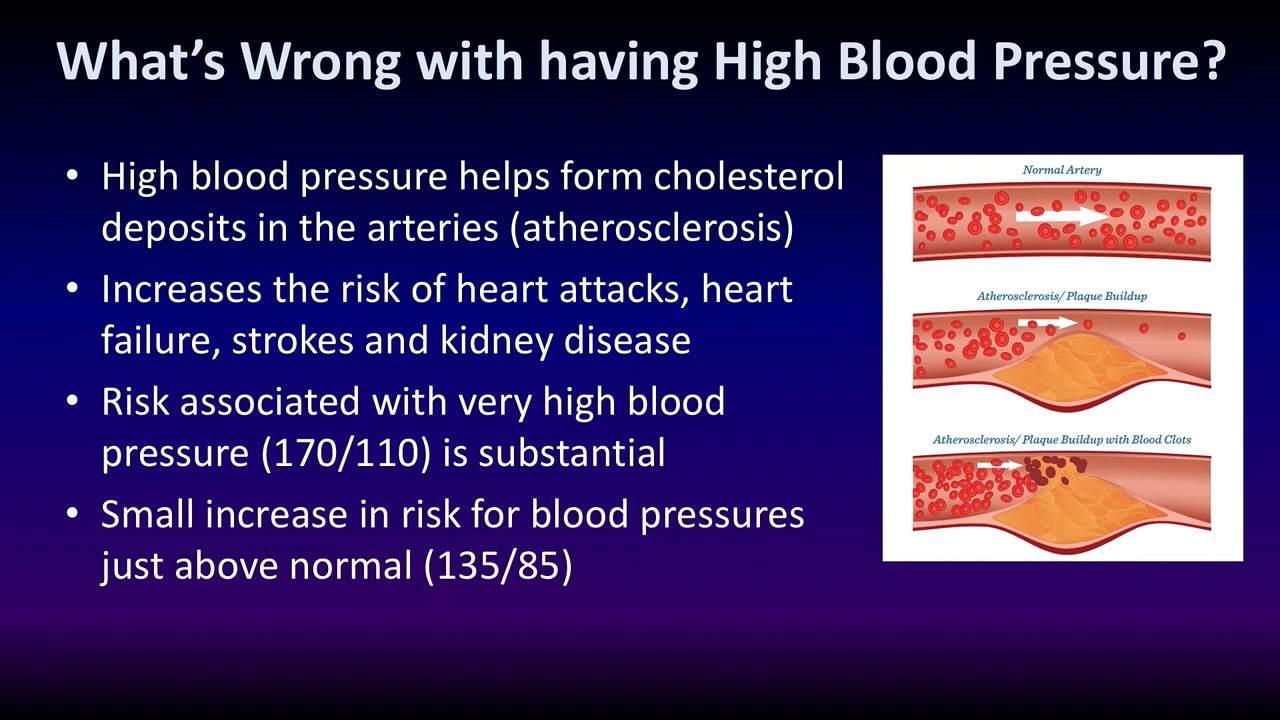 What’s Wrong with having High Blood Pressure?
• High blood pressure helps form cholesterol
deposits in the arteries (atherosclerosis)
• Increases the risk of heart attacks, heart
failure, strokes and kidney disease
• Risk associated with very high blood
pressure (170/110) is substantial
• Small increase in risk for blood pressures
just above normal (135/85)
Normal Artery
Atherosclerosis/ Plaque Buildup
Atherosclerosis/ Plaque Buildup with Blood Clots